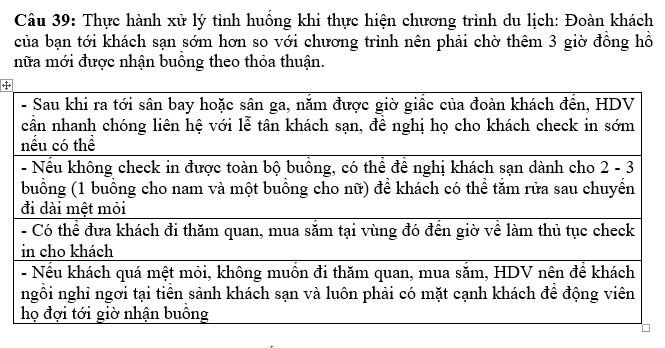 Câu 39: Thực hành xử lý tình huống khi thực hiện chương trình du lịch: Đoàn khách
của bạn tới khách sạn sớm hơn so với chương trình nên phải chờ thêm 3 giờ đồng hồ
nữa mới được nhận buồng theo thỏa thuận.
- Sau khi ra tới sân bay hoặc sân ga, nắm được giờ giấc của đoàn khách đến, HDV
cần nhanh chóng liên hệ với lễ tân khách sạn, đề nghị họ cho khách check in sớm
nếu có thể
- Nếu không check in được toàn bộ buồng, có thể đề nghị khách sạn dành cho 2 - 3
buồng (1 buồng cho nam và một buồng cho nữ) để khách có thể tắm rửa sau chuyến
đi dài mệt mỏi
- Có thể đưa khách đi thăm quan, mua sắm tại vùng đó đến giờ về làm thủ tục check
in cho khách
- Nếu khách quá mệt mỏi, không muốn đi thăm quan, mua sắm, HDV nên để khách
ngồi nghỉ ngơi tại tiền sảnh khách sạn và luôn phải có mặt cạnh khách để động viên
họ đợi tới giờ nhận buồng